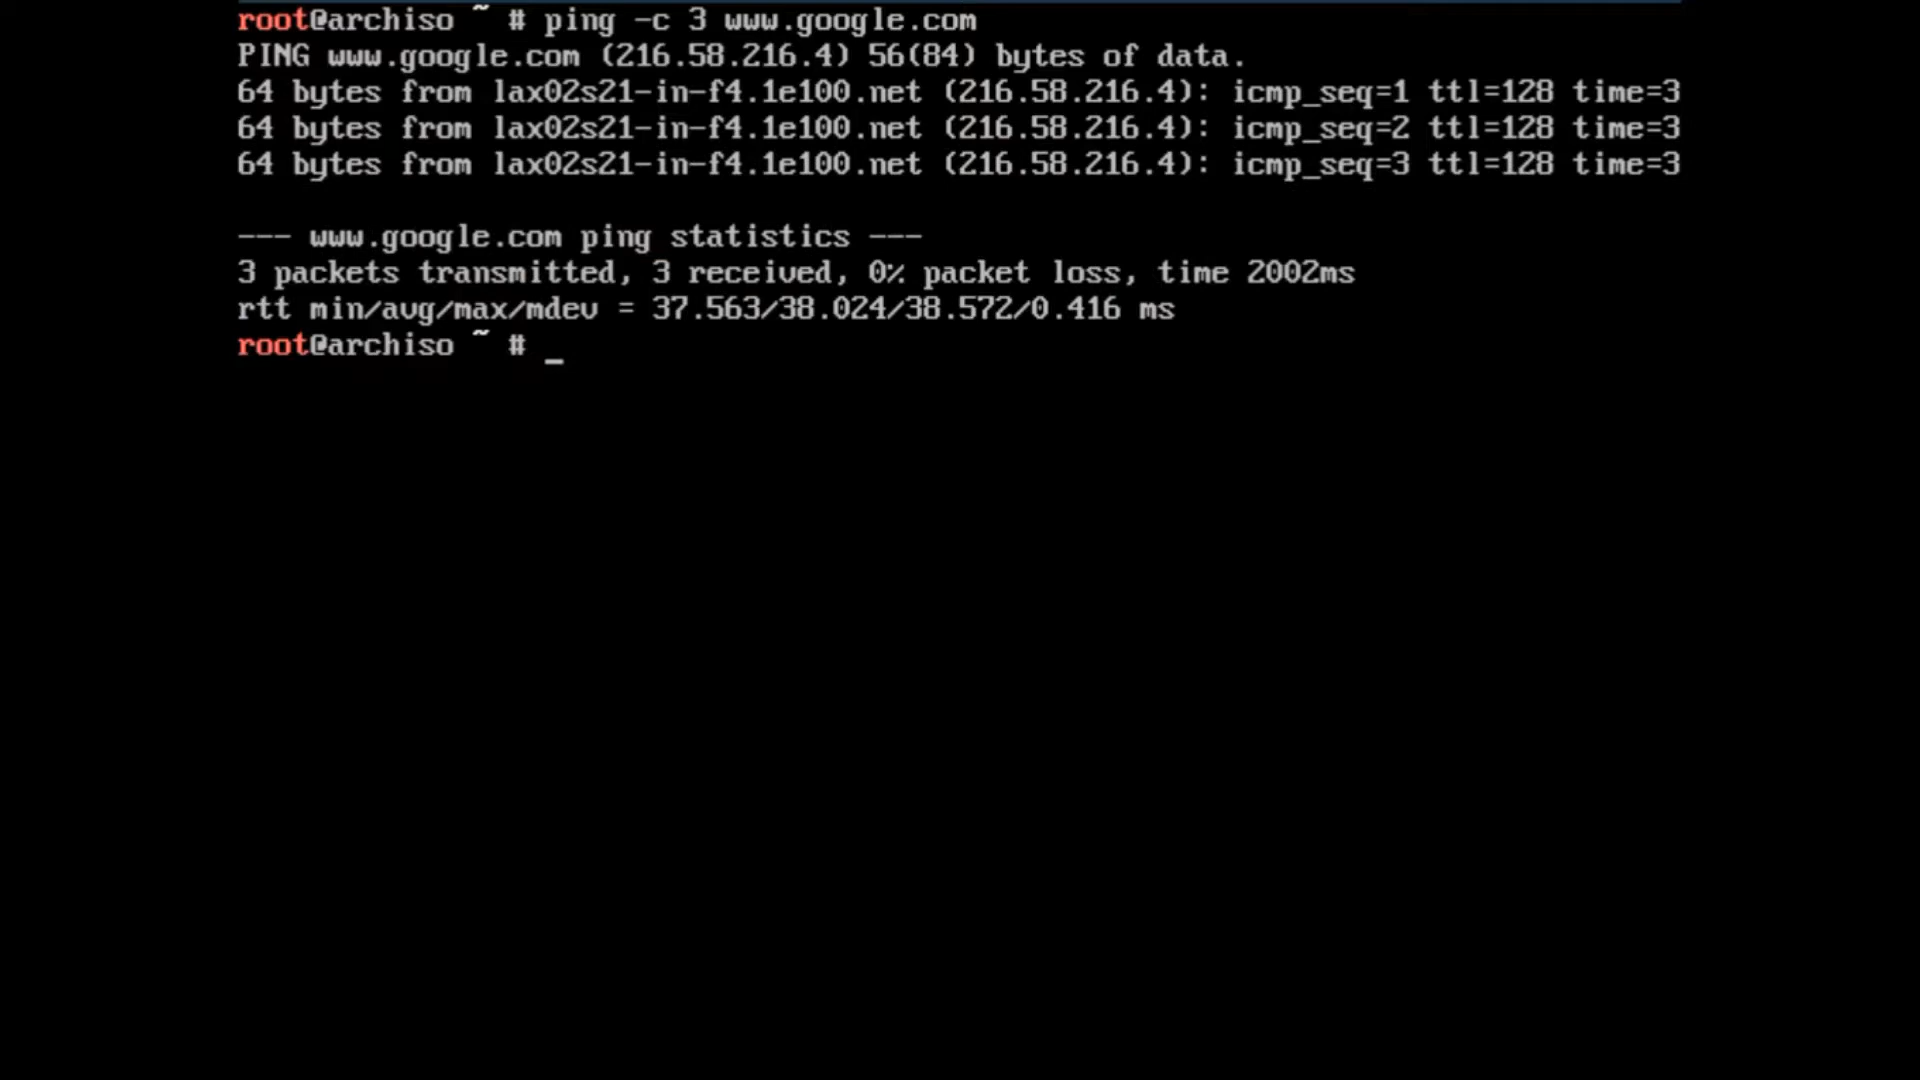 root@archiso ~ # ping -c 3 www.google.com
PING www.google.com (216.58.216.4) 56(84) bytes of data.
64 bytes from lax02s21-in-f4.1e100.net (216.58.216.4): icmp_seq=1 ttl=128 time=3
64 bytes from lax02s21-in-f4.1e100.net (216.58.216.4): icmp_seq=2 ttl=128 time=3
64 bytes from lax02s21-in-f4.1e100.net (216.58.216.4): icmp_seq=3 ttl=128 time=3
--- www.google.com ping statistics ---
3 packets transmitted, 3 received, 0% packet loss, time 2002ms
rtt min/avg/max/mdev = 37.563/38.024/38.572/0.416 ms
root@archiso ~ # _